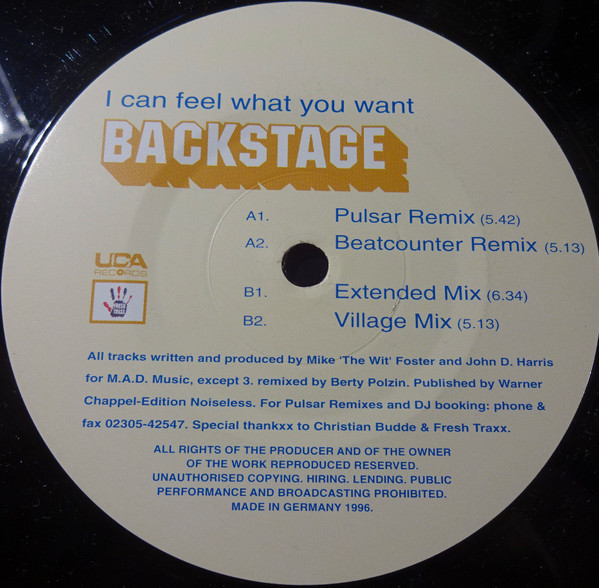 I can feel what you want
BACKSTAGE
A1. Pulsar Remix (5.42)
A2. Beatcounter Remix (5.13)
B1. Extended Mix (6.34)
B2. Village Mix (5.13)
UCA
RECORDS
FRESH
TRAXX
All tracks written and produced by Mike 'The Wit' Foster and John D. Harris
for M.A.D. Music, except 3. remixed by Berty Polzin. Published by Warner
Chappel-Edition Noiseless. For Pulsar Remixes and DJ booking: phone &
fax 02305-42547. Special thankxx to Christian Budde & Fresh Traxx.
ALL RIGHTS OF THE PRODUCER AND OF THE OWNER
OF THE WORK REPRODUCED RESERVED.
UNAUTHORISED COPYING. HIRING. LENDING. PUBLIC
PERFORMANCE AND BROADCASTING PROHIBITED.
MADE IN GERMANY 1996.